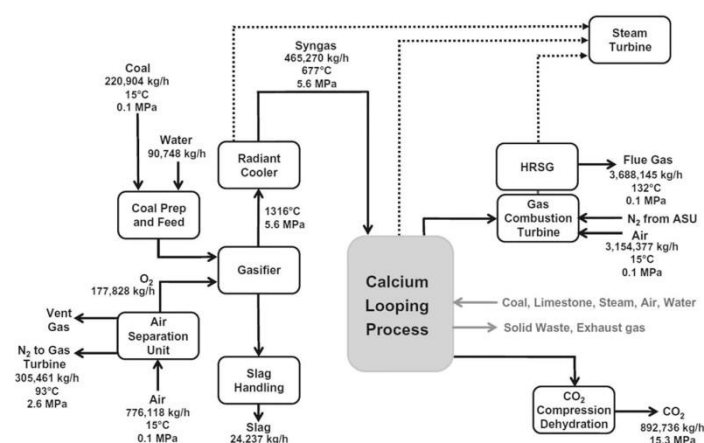 Coal
220,904 kg/h
15°C
0.1 MPa
Water
90,748 kg/h
Coal Prep
and Feed
O2
177,828 kg/h
Vent
Gas
N2 to Gas
Turbine
305,461 kg/h
93°C
2.6 MPa
Air
Separation
Unit
Air
776,118 kg/h
15°C
0.1 MPa
Syngas
465,270 kg/h
677°C
5.6 MPa
Radiant
Cooler
1316°C
5.6 MPa
Gasifier
Slag
Handling
Slag
24,237 kg/h
Calcium
Looping
Process
Steam
Turbine
HRSG
Gas
Combustion
Turbine
Flue Gas
3,688,145 kg/h
132°C
0.1 MPa
N2 from ASU
Air
3,154,377 kg/h
15°C
0.1 MPa
Coal, Limestone, Steam, Air, Water
Solid Waste, Exhaust gas
CO2
Compression
Dehydration
CO2
892,736 kg/h
15.3 MPa